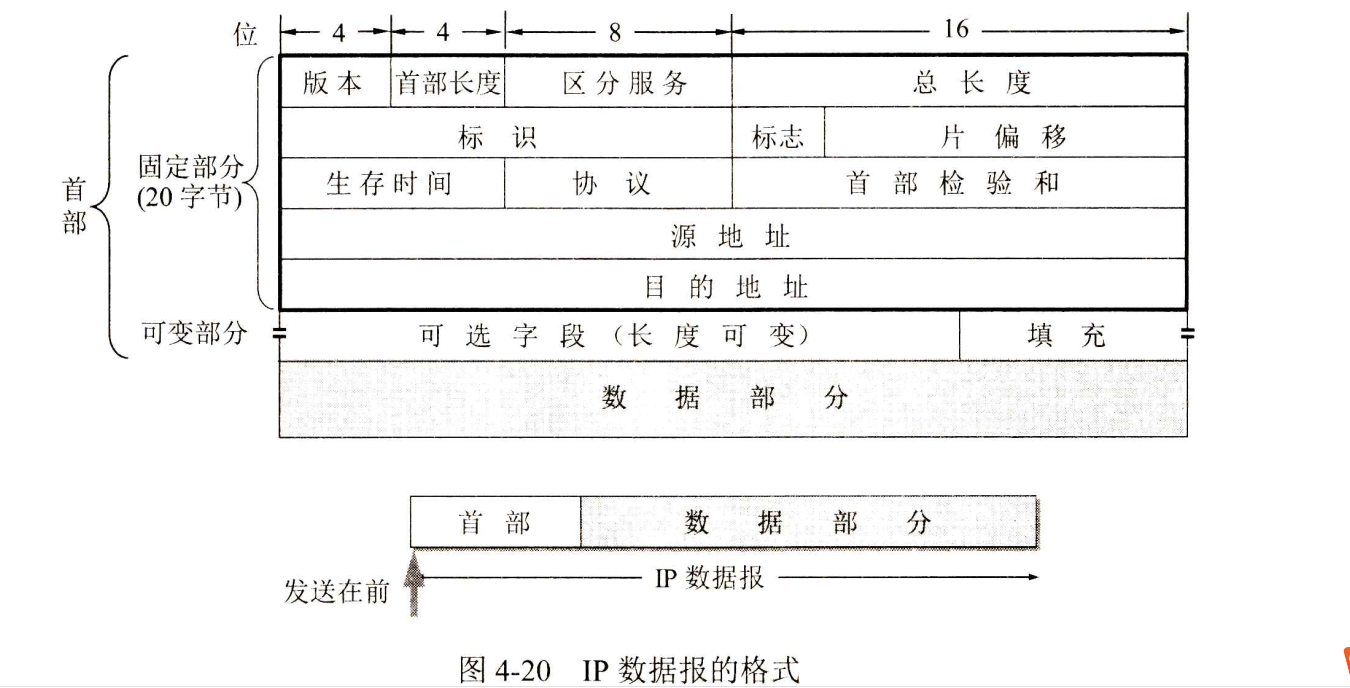 位 4 4 8 16
版本 首部长度 区分服务 总长度
标识 标志 片偏移
固定部分
(20 字节)
首部
生存时间 协议 首部检验和
源地址
目的地址
可变部分 可选字段（长度可变） 填充
数据部分
首部 数据部分
发送在前 IP 数据报
图 4-20 IP 数据报的格式